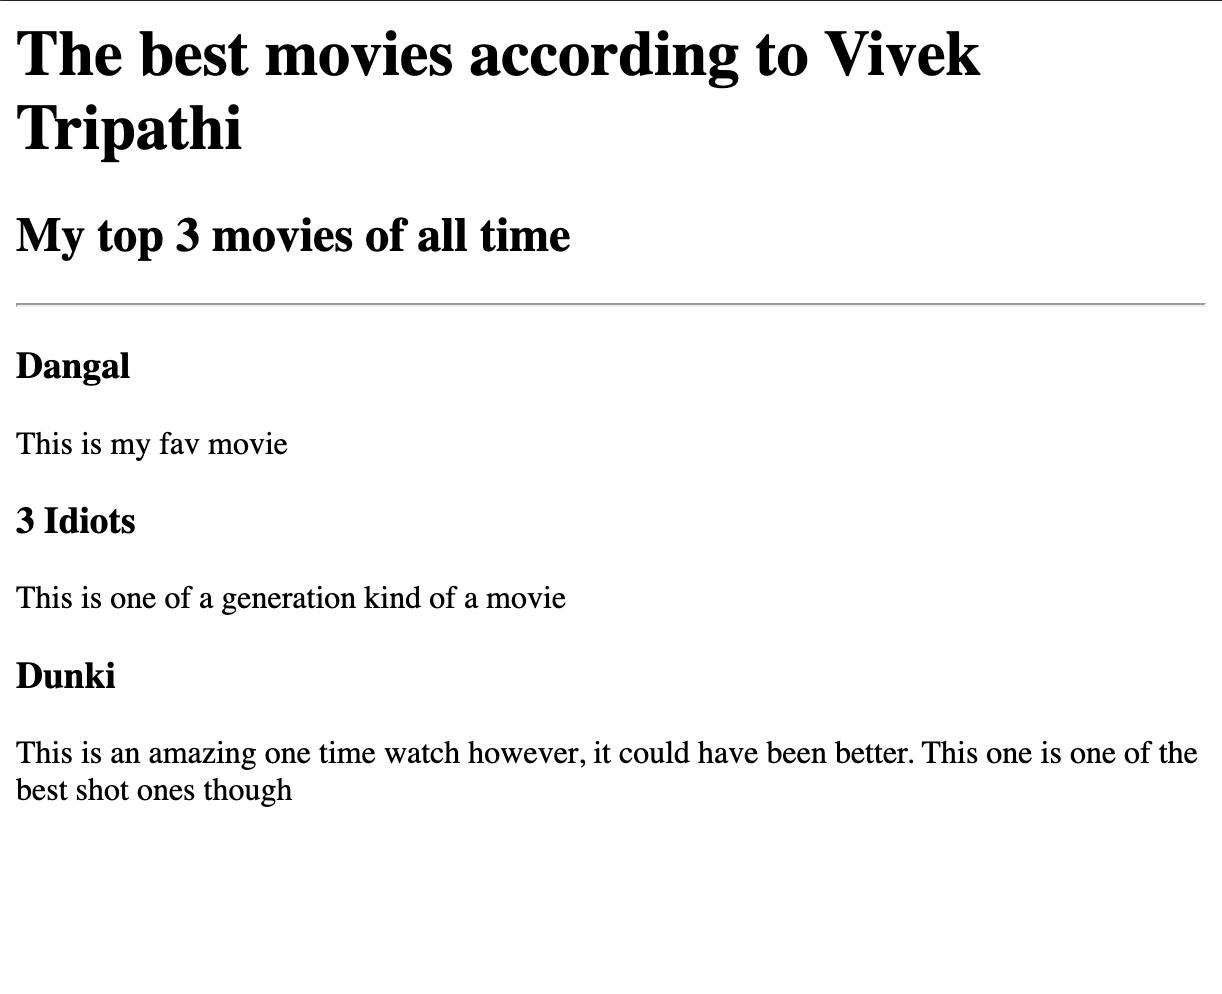 The best movies according to Vivek
Tripathi
My top 3 movies of all time
Dangal
This is my fav movie
3 Idiots
This is one of a generation kind of a movie
Dunki
This is an amazing one time watch however, it could have been better. This one is one of the
best shot ones though